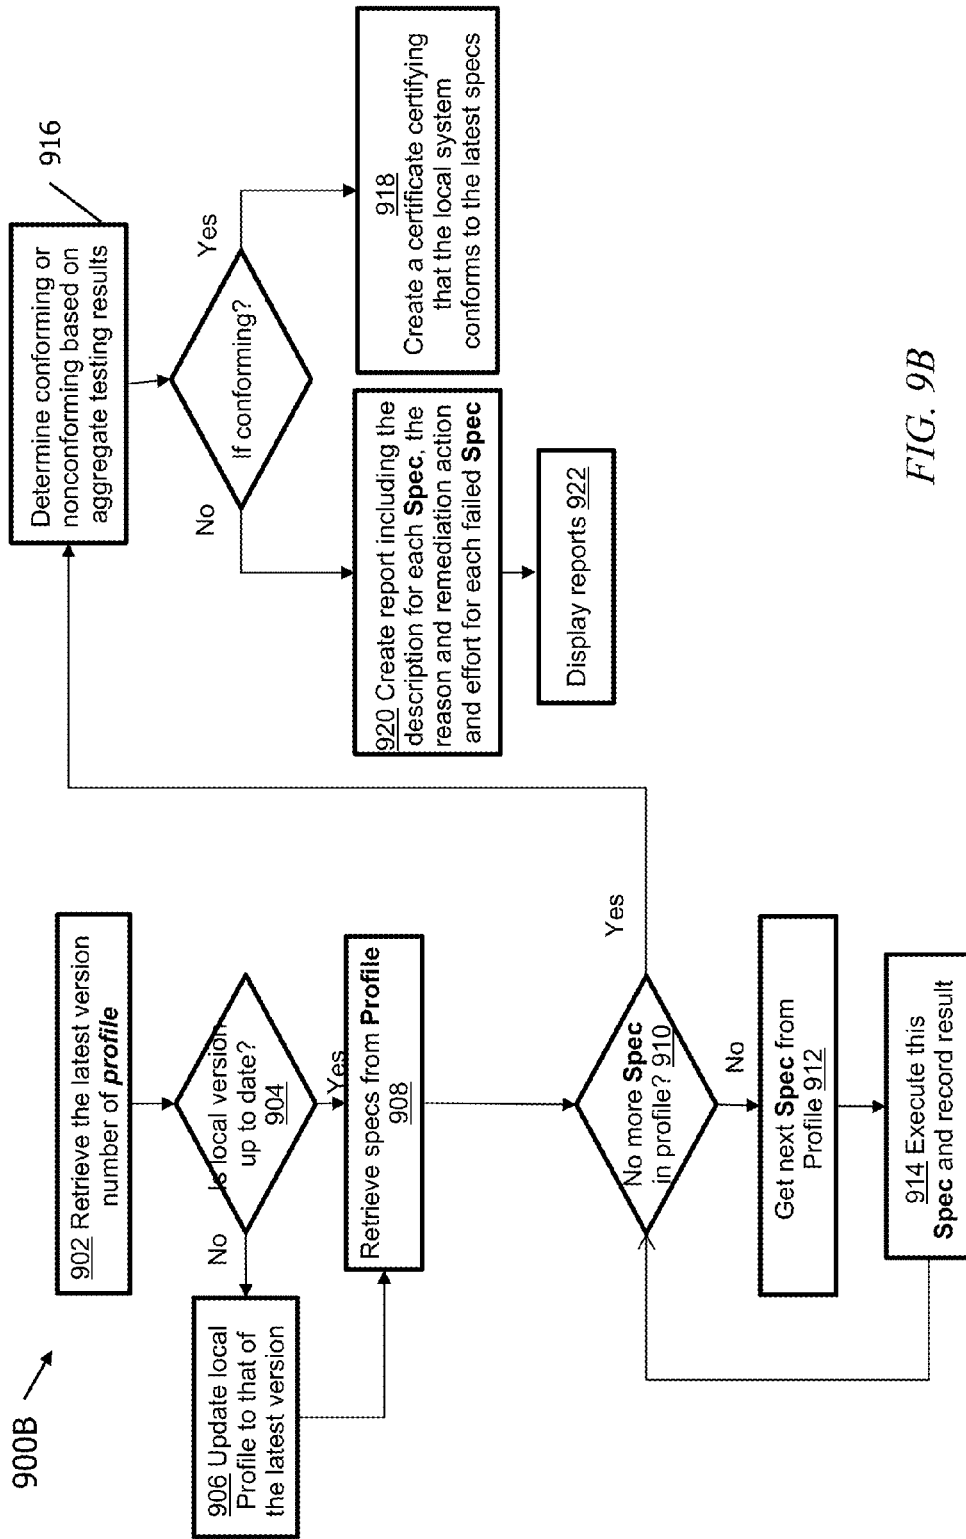 900B
902 Retrieve the latest version
number of profile
Is local version
up to date?
904
No
Yes
906 Update local
Profile to that of
the latest version
Retrieve specs from Profile
908
No more Spec
in profile? 910
Yes
No
Get next Spec from
Profile 912
914 Execute this
Spec and record result
916
Determine conforming or
nonconforming based on
aggregate testing results
If conforming?
No
Yes
920 Create report including the
description for each Spec, the
reason and remediation action
and effort for each failed Spec
Display reports 922
918
Create a certificate certifying
that the local system
conforms to the latest specs
FIG. 9B